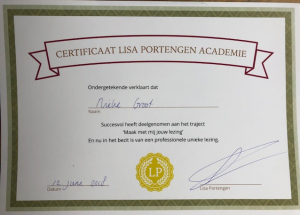 CERTIFICAAT LISA PORTENGEN ACADEMIE
Ondergetekende verklaart dat
Mieke Groot
Naam
Succesvol heeft deelgenomen aan het traject
'Maak met mij jouw lezing'
En nu in het bezit is van een professionele unieke lezing.
LP
12 juni 2018
Datum
Lisa Portengen